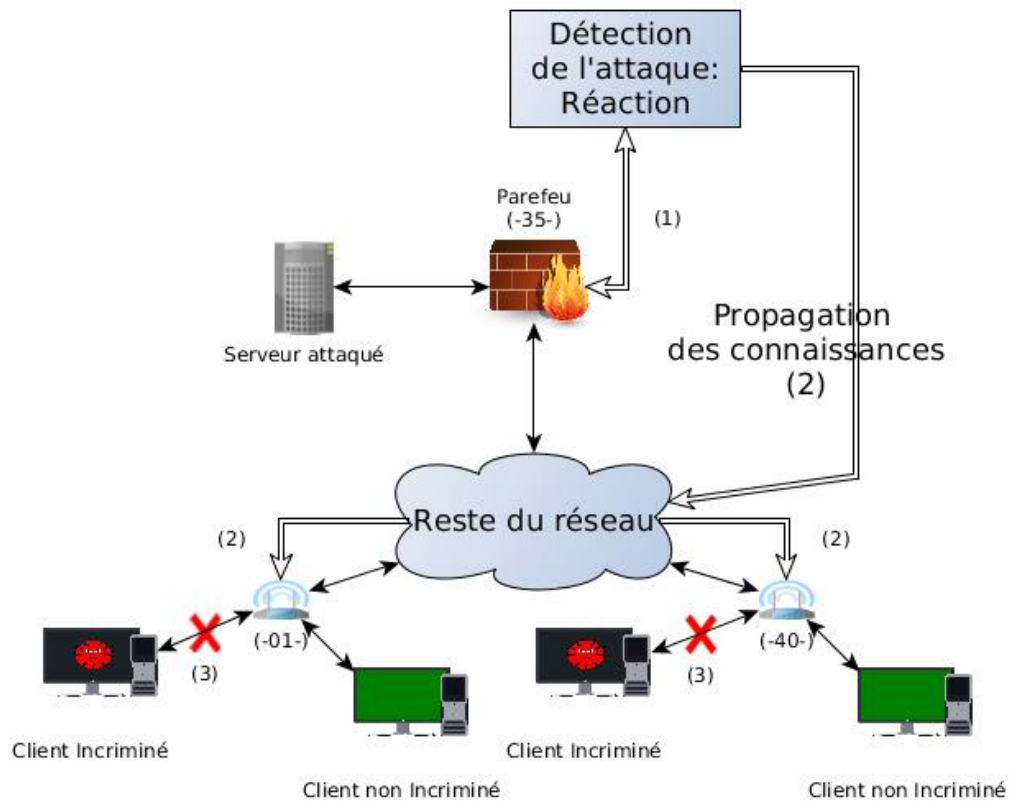 Détection
de l'attaque:
Réaction
Parefeu
(-35-)
(1)
Serveur attaqué
Propagation
des connaissances
(2)
Reste du réseau
(2)
(2)
(-01-)
(-40-)
(3)
(3)
Client Incriminé
Client Incriminé
Client non Incriminé
Client non Incriminé